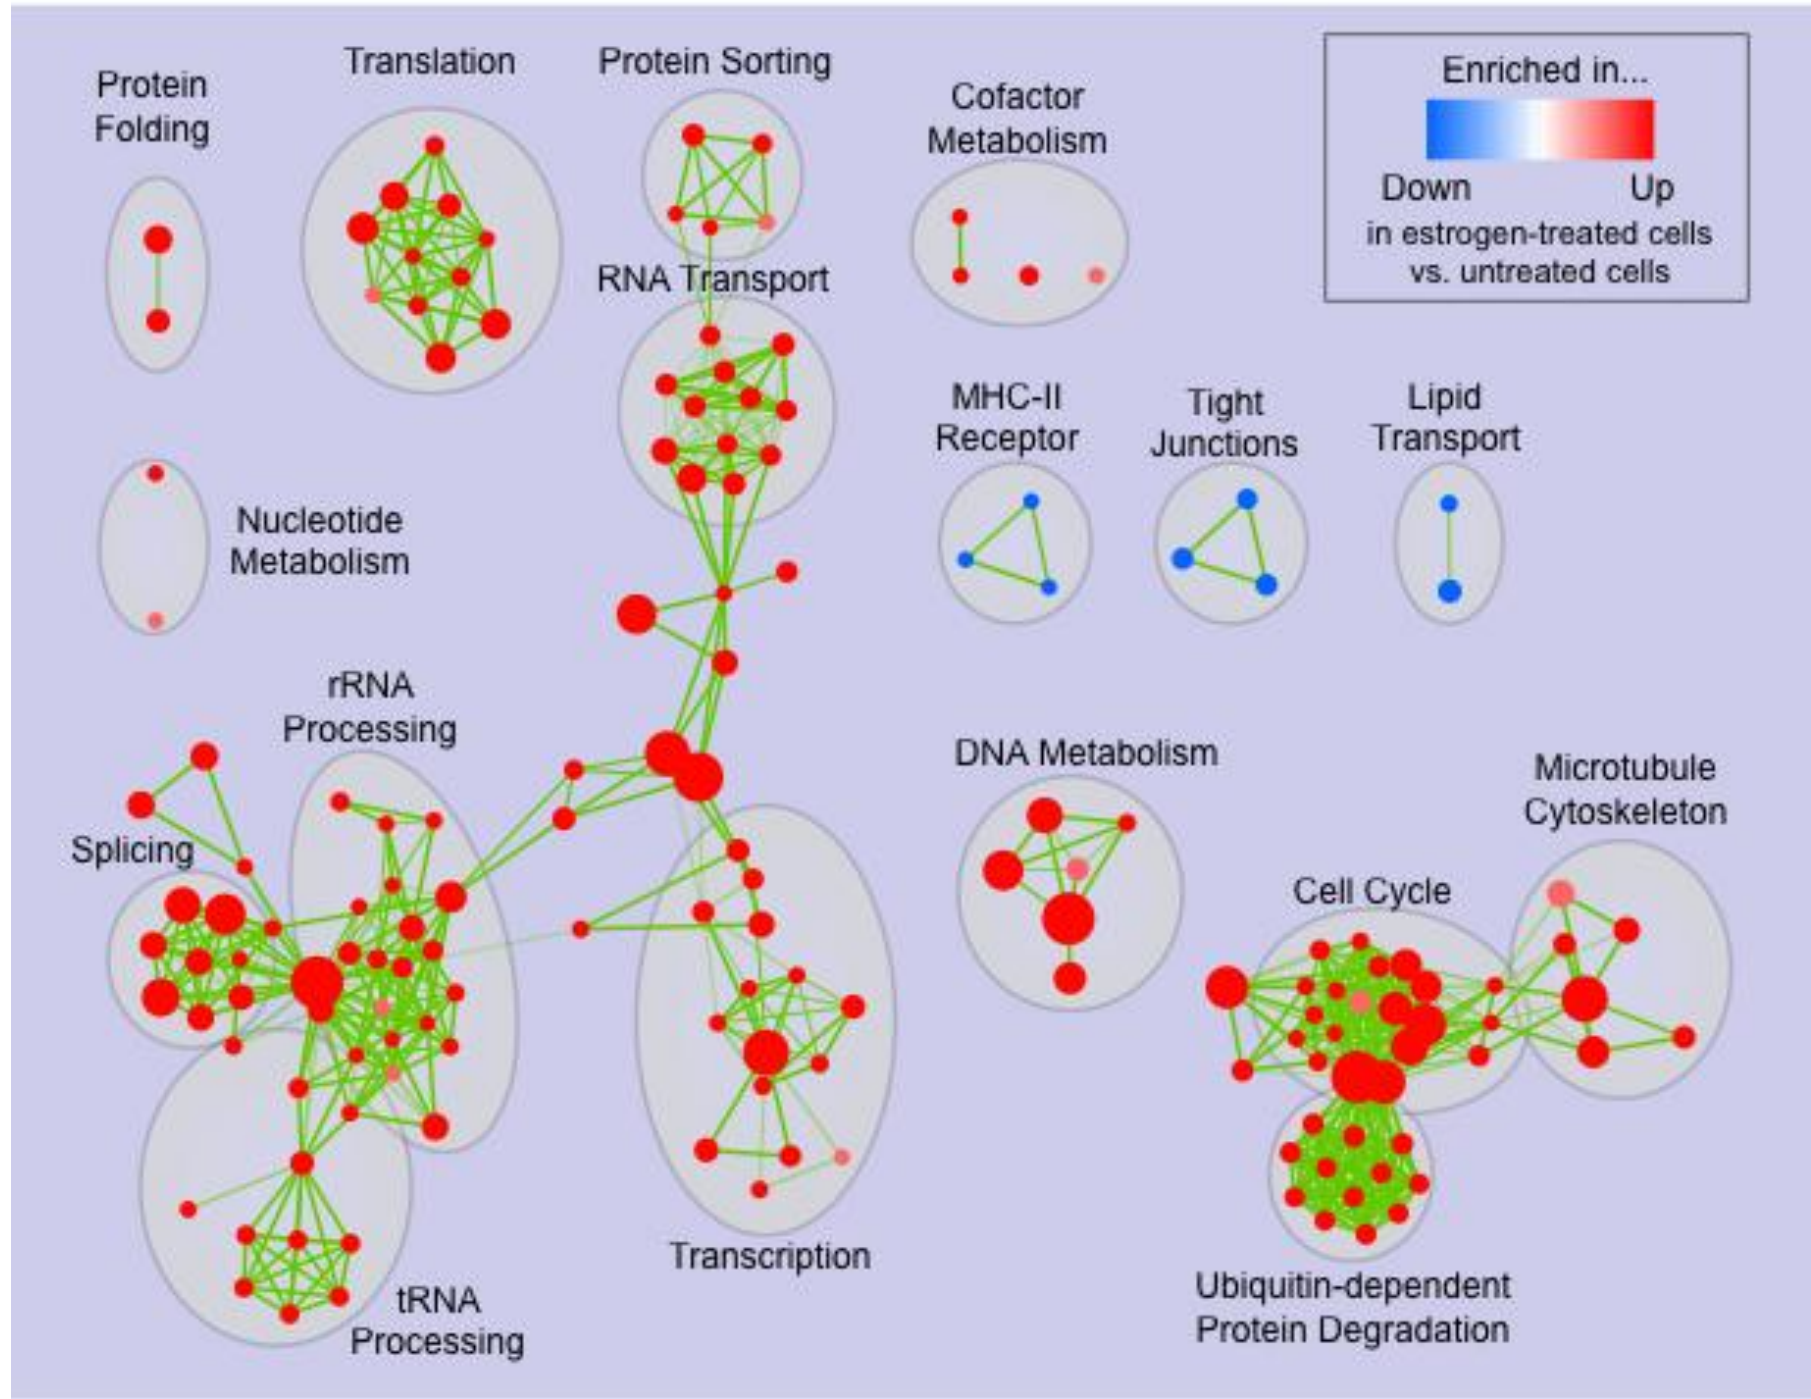 Protein
Folding
Translation
Protein Sorting
Cofactor
Metabolism
Enriched in...
Down
Up
in estrogen-treated cells
vs. untreated cells
RNA Transport
MHC-II
Receptor
Tight
Junctions
Lipid
Transport
Nucleotide
Metabolism
rRNA
Processing
Splicing
DNA Metabolism
Microtubule
Cytoskeleton
Cell Cycle
Transcription
tRNA
Processing
Ubiquitin-dependent
Protein Degradation